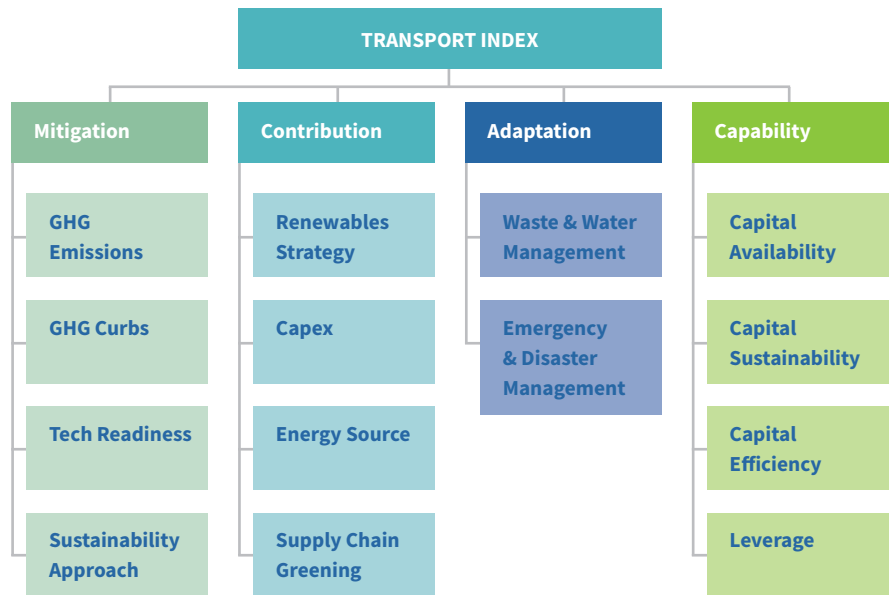 TRANSPORT INDEX
Mitigation
GHG
Emissions
GHG Curbs
Tech Readiness
Sustainability
Approach
Contribution
Renewables
Strategy
Capex
Energy Source
Supply Chain
Greening
Adaptation
Waste & Water
Management
Emergency
& Disaster
Management
Capability
Capital
Availability
Capital
Sustainability
Capital
Efficiency
Leverage